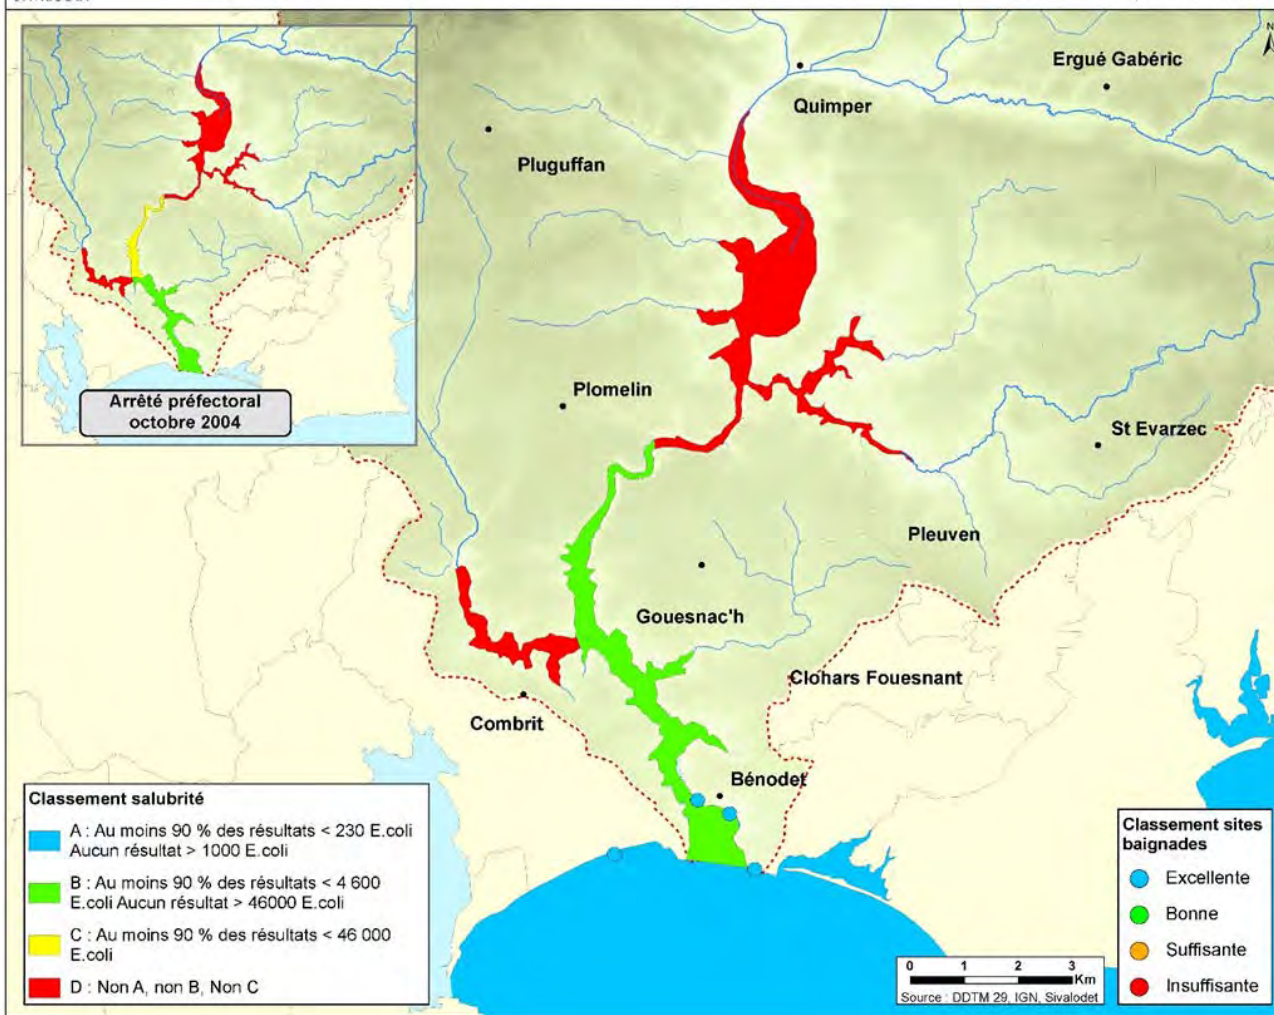 N
Ergué Gabéric
Quimper
Pluguffan
Arrêté préfectoral
octobre 2004
Plomelin
St Evarzec
Pleuven
Gouesnac'h
Clohars Fouesnant
Combrit
Bénodet
Classement salubrité
A : Au moins 90 % des résultats < 230 E.coli
Aucun résultat > 1000 E.coli
B : Au moins 90 % des résultats < 4 600
E.coli Aucun résultat > 46000 E.coli
C : Au moins 90 % des résultats < 46 000
E.coli
D : Non A, non B, Non C
0 1 2 3
Km
Source : DDTM 29, IGN, Sivalodet
Classement sites
baignades
Excellente
Bonne
Suffisante
Insuffisante